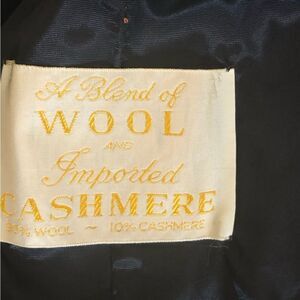 A Blend of
WOOL
AND
Imported
CASHMERE
90% WOOL ~ 10% CASHMERE